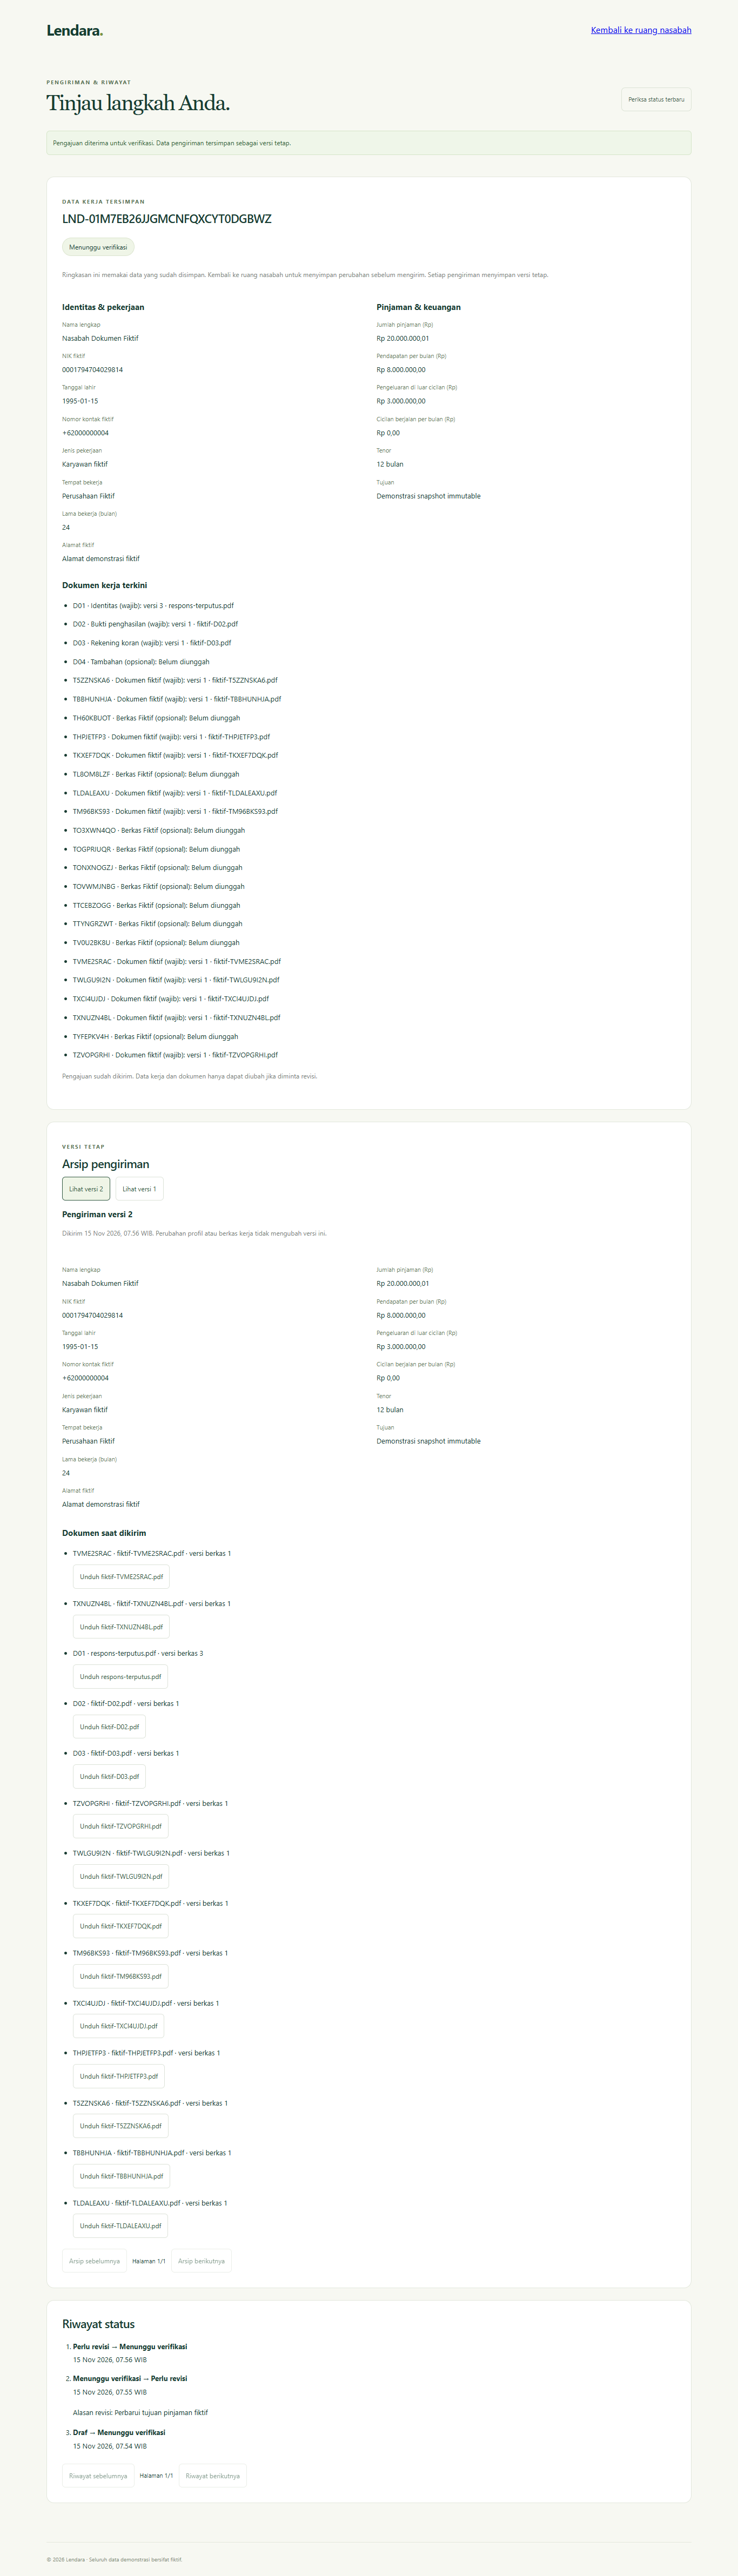 Lendara.
Kembali ke ruang nasabah
PENGIRIMAN & RIWAYAT
Tinjau langkah Anda.
Periksa status terbaru
Pengajuan diterima untuk verifikasi. Data pengiriman tersimpan sebagai versi tetap.
DATA KERJA TERSIMPAN
LND-01M7EB26JJGMCNFQXCYT0DGBWZ
Menunggu verifikasi
Ringkasan ini memakai data yang sudah disimpan. Kembali ke ruang nasabah untuk menyimpan perubahan sebelum mengirim. Setiap pengiriman menyimpan versi tetap.
Identitas & pekerjaan
Nama lengkap
Nasabah Dokumen Fiktif
NIK fiktif
0001794704029814
Tanggal lahir
1995-01-15
Nomor kontak fiktif
+62000000004
Jenis pekerjaan
Karyawan fiktif
Tempat bekerja
Perusahaan Fiktif
Lama bekerja (bulan)
24
Alamat fiktif
Alamat demonstrasi fiktif
Pinjaman & keuangan
Jumlah pinjaman (Rp)
Rp 20.000.000,01
Pendapatan per bulan (Rp)
Rp 8.000.000,00
Pengeluaran di luar cicilan (Rp)
Rp 3.000.000,00
Cicilan berjalan per bulan (Rp)
Rp 0,00
Tenor
12 bulan
Tujuan
Demonstrasi snapshot immutable
Dokumen kerja terkini
• D01 · Identitas (wajib): versi 3 · respons-terputus.pdf
• D02 · Bukti penghasilan (wajib): versi 1 · fiktif-D02.pdf
• D03 · Rekening koran (wajib): versi 1 · fiktif-D03.pdf
• D04 · Tambahan (opsional): Belum diunggah
• T5ZZNSKA6 · Dokumen fiktif (wajib): versi 1 · fiktif-T5ZZNSKA6.pdf
• TBBHUNHJA · Dokumen fiktif (wajib): versi 1 · fiktif-TBBHUNHJA.pdf
• TH60KBUOT · Berkas Fiktif (opsional): Belum diunggah
• THPJETFP3 · Dokumen fiktif (wajib): versi 1 · fiktif-THPJETFP3.pdf
• TKXEF7DQK · Dokumen fiktif (wajib): versi 1 · fiktif-TKXEF7DQK.pdf
• TL8OM8LZF · Berkas Fiktif (opsional): Belum diunggah
• TLDALEAXU · Dokumen fiktif (wajib): versi 1 · fiktif-TLDALEAXU.pdf
• TM96BKS93 · Dokumen fiktif (wajib): versi 1 · fiktif-TM96BKS93.pdf
• TO3XWN4QO · Berkas Fiktif (opsional): Belum diunggah
• TOGPRIUQR · Berkas Fiktif (opsional): Belum diunggah
• TONXNOGZJ · Berkas Fiktif (opsional): Belum diunggah
• TOVWMJNBG · Berkas Fiktif (opsional): Belum diunggah
• TTCEBZOGG · Berkas Fiktif (opsional): Belum diunggah
• TTYNGRZWT · Berkas Fiktif (opsional): Belum diunggah
• TV0U2BK8U · Berkas Fiktif (opsional): Belum diunggah
• TVME2SRAC · Dokumen fiktif (wajib): versi 1 · fiktif-TVME2SRAC.pdf
• TWLGU9I2N · Dokumen fiktif (wajib): versi 1 · fiktif-TWLGU9I2N.pdf
• TXCI4UJDJ · Dokumen fiktif (wajib): versi 1 · fiktif-TXCI4UJDJ.pdf
• TXNUZN4BL · Dokumen fiktif (wajib): versi 1 · fiktif-TXNUZN4BL.pdf
• TYFEPKV4H · Berkas Fiktif (opsional): Belum diunggah
• TZVOPGRHI · Dokumen fiktif (wajib): versi 1 · fiktif-TZVOPGRHI.pdf
Pengajuan sudah dikirim. Data kerja dan dokumen hanya dapat diubah jika diminta revisi.
VERSI TETAP
Arsip pengiriman
Lihat versi 2
Lihat versi 1
Pengiriman versi 2
Dikirim 15 Nov 2026, 07.56 WIB. Perubahan profil atau berkas kerja tidak mengubah versi ini.
Nama lengkap
Nasabah Dokumen Fiktif
NIK fiktif
0001794704029814
Tanggal lahir
1995-01-15
Nomor kontak fiktif
+62000000004
Jenis pekerjaan
Karyawan fiktif
Tempat bekerja
Perusahaan Fiktif
Lama bekerja (bulan)
24
Alamat fiktif
Alamat demonstrasi fiktif
Jumlah pinjaman (Rp)
Rp 20.000.000,01
Pendapatan per bulan (Rp)
Rp 8.000.000,00
Pengeluaran di luar cicilan (Rp)
Rp 3.000.000,00
Cicilan berjalan per bulan (Rp)
Rp 0,00
Tenor
12 bulan
Tujuan
Demonstrasi snapshot immutable
Dokumen saat dikirim
• TVME2SRAC · fiktif-TVME2SRAC.pdf · versi berkas 1
Unduh fiktif-TVME2SRAC.pdf
• TXNUZN4BL · fiktif-TXNUZN4BL.pdf · versi berkas 1
Unduh fiktif-TXNUZN4BL.pdf
• D01 · respons-terputus.pdf · versi berkas 3
Unduh respons-terputus.pdf
• D02 · fiktif-D02.pdf · versi berkas 1
Unduh fiktif-D02.pdf
• D03 · fiktif-D03.pdf · versi berkas 1
Unduh fiktif-D03.pdf
• TZVOPGRHI · fiktif-TZVOPGRHI.pdf · versi berkas 1
Unduh fiktif-TZVOPGRHI.pdf
• TWLGU9I2N · fiktif-TWLGU9I2N.pdf · versi berkas 1
Unduh fiktif-TWLGU9I2N.pdf
• TKXEF7DQK · fiktif-TKXEF7DQK.pdf · versi berkas 1
Unduh fiktif-TKXEF7DQK.pdf
• TM96BKS93 · fiktif-TM96BKS93.pdf · versi berkas 1
Unduh fiktif-TM96BKS93.pdf
• TXCI4UJDJ · fiktif-TXCI4UJDJ.pdf · versi berkas 1
Unduh fiktif-TXCI4UJDJ.pdf
• THPJETFP3 · fiktif-THPJETFP3.pdf · versi berkas 1
Unduh fiktif-THPJETFP3.pdf
• T5ZZNSKA6 · fiktif-T5ZZNSKA6.pdf · versi berkas 1
Unduh fiktif-T5ZZNSKA6.pdf
• TBBHUNHJA · fiktif-TBBHUNHJA.pdf · versi berkas 1
Unduh fiktif-TBBHUNHJA.pdf
• TLDALEAXU · fiktif-TLDALEAXU.pdf · versi berkas 1
Unduh fiktif-TLDALEAXU.pdf
Arsip sebelumnya
Halaman 1/1
Arsip berikutnya
Riwayat status
1. Perlu revisi → Menunggu verifikasi
15 Nov 2026, 07.56 WIB
2. Menunggu verifikasi → Perlu revisi
15 Nov 2026, 07.55 WIB
Alasan revisi: Perbarui tujuan pinjaman fiktif
3. Draf → Menunggu verifikasi
15 Nov 2026, 07.54 WIB
Riwayat sebelumnya
Halaman 1/1
Riwayat berikutnya
© 2026 Lendara · Seluruh data demonstrasi bersifat fiktif.